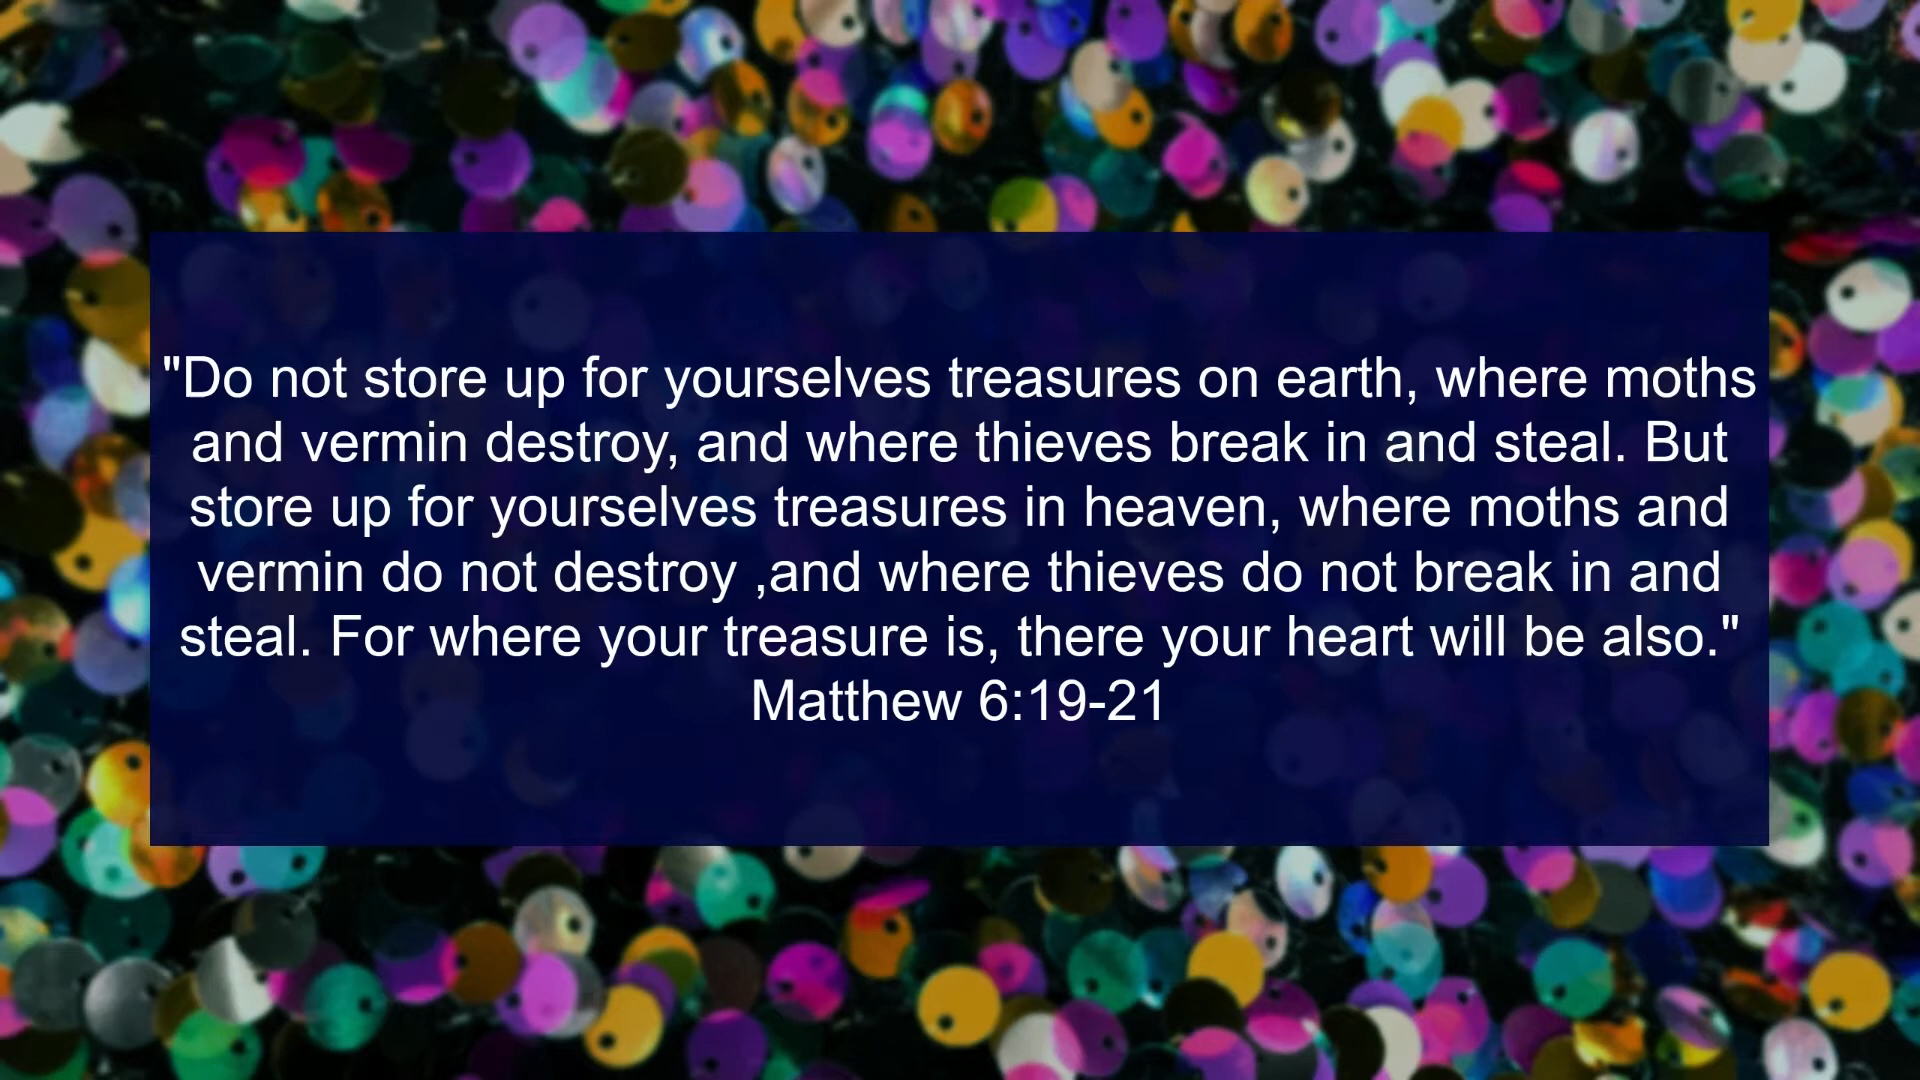 "Do not store up for yourselves treasures on earth, where moths
and vermin destroy, and where thieves break in and steal. But
store up for yourselves treasures in heaven, where moths and
vermin do not destroy ,and where thieves do not break in and
steal. For where your treasure is, there your heart will be also."
Matthew 6:19-21